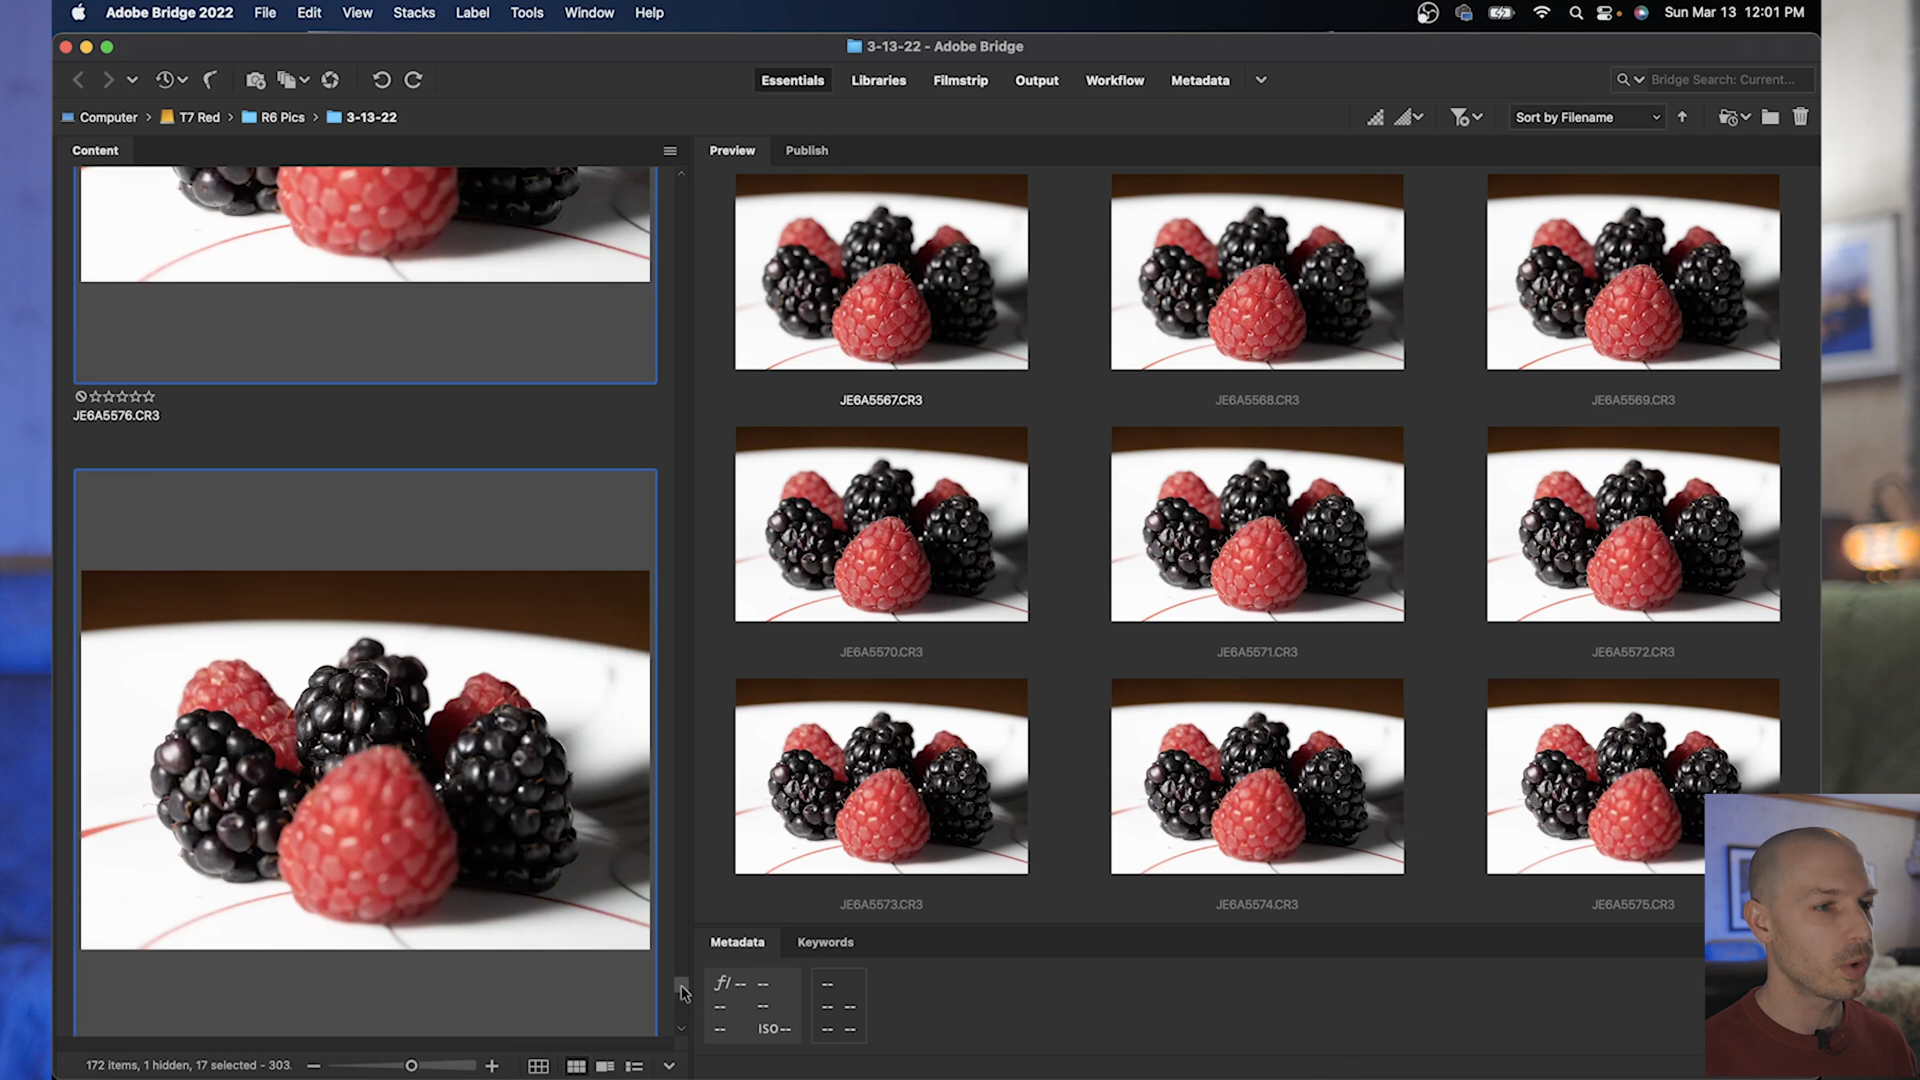 Adobe Bridge 2022 File Edit View Stacks Label Tools Window Help Sun Mar 13 12:01 PM
3-13-22 - Adobe Bridge
Essentials Libraries Filmstrip Output Workflow Metadata Bridge Search: Current...
Computer > T7 Red > R6 Pics > 3-13-22 Sort by Filename
Content
Preview Publish
JE6A5576.CR3
JE6A5567.CR3 JE6A5568.CR3 JE6A5569.CR3
JE6A5570.CR3 JE6A5571.CR3 JE6A5572.CR3
JE6A5573.CR3 JE6A5574.CR3 JE6A5575.CR3
Metadata Keywords
f/ -- -- --
-- -- -- --
-- ISO-- -- --
172 items, 1 hidden, 17 selected - 303.